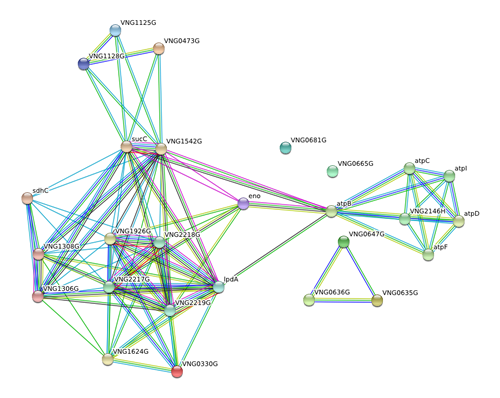 VNG1125G
VNG0473G
VNG1128G
sucC
VNG1542G
VNG0681G
VNG0665G
atpC
atpI
sdhC
eno
atpB
VNG2146H
atpD
VNG1926G
VNG2218G
VNG0647G
atpF
VNG1308G
VNG2217G
lpdA
VNG1306G
VNG2219G
VNG0636G
VNG0635G
VNG1624G
VNG0330G